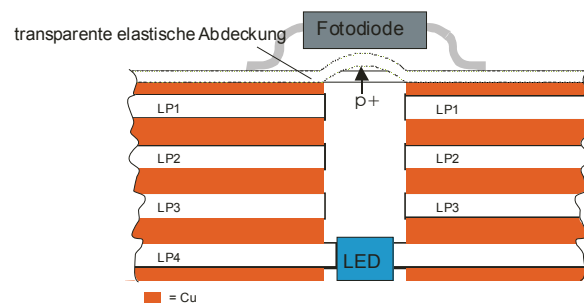 Fotodiode
transparente elastische Abdeckung
p+
LP1 LP1
LP2 LP2
LP3 LP3
LP4 LED
= Cu